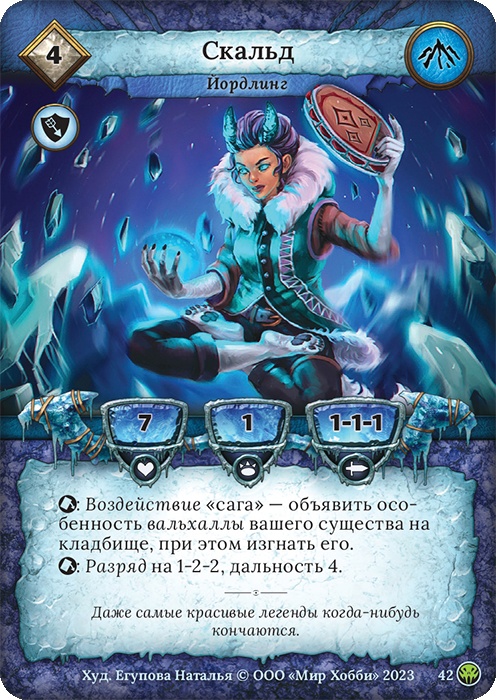 4
Скальд
Йордлинг
7
1
1-1-1
: Воздействие «сага» — объявить осо-
бенность вальхаллы вашего существа на
кладбище, при этом изгнать его.
: Разряд на 1-2-2, дальность 4.
Даже самые красивые легенды когда-нибудь
кончаются.
Худ. Егупова Наталья © ООО «Мир Хобби» 2023 42